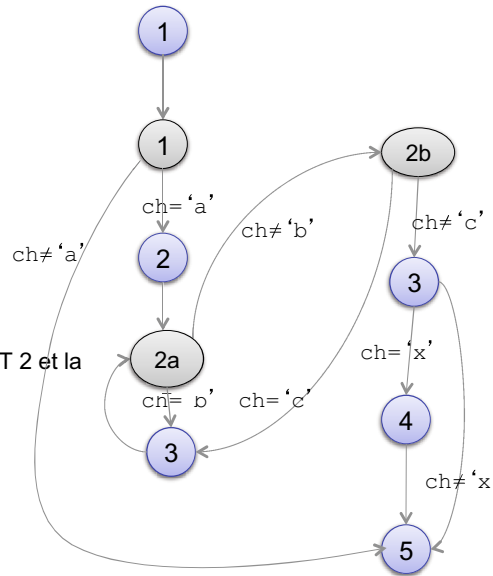 1
1
2b
ch=‘a’
ch≠‘b’
ch≠‘c’
ch≠‘a’
2
3
T 2 et la
2a
ch=‘x’
ch= b’
ch=‘c’
4
3
ch≠‘x
5